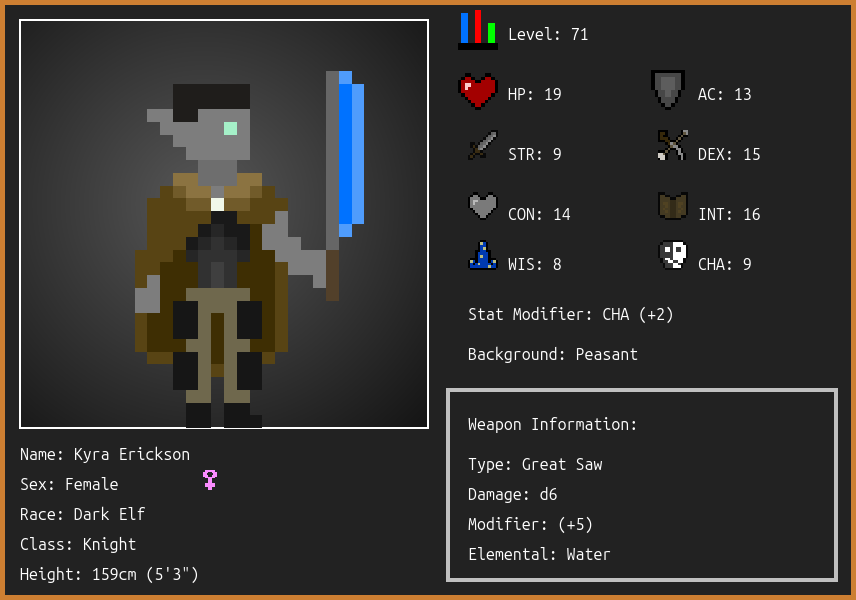 Level: 71
HP: 19
AC: 13
STR: 9
DEX: 15
CON: 14
INT: 16
WIS: 8
CHA: 9
Stat Modifier: CHA (+2)
Background: Peasant
Weapon Information:
Type: Great Saw
Damage: d6
Modifier: (+5)
Elemental: Water
Name: Kyra Erickson
Sex: Female
Race: Dark Elf
Class: Knight
Height: 159cm (5'3")